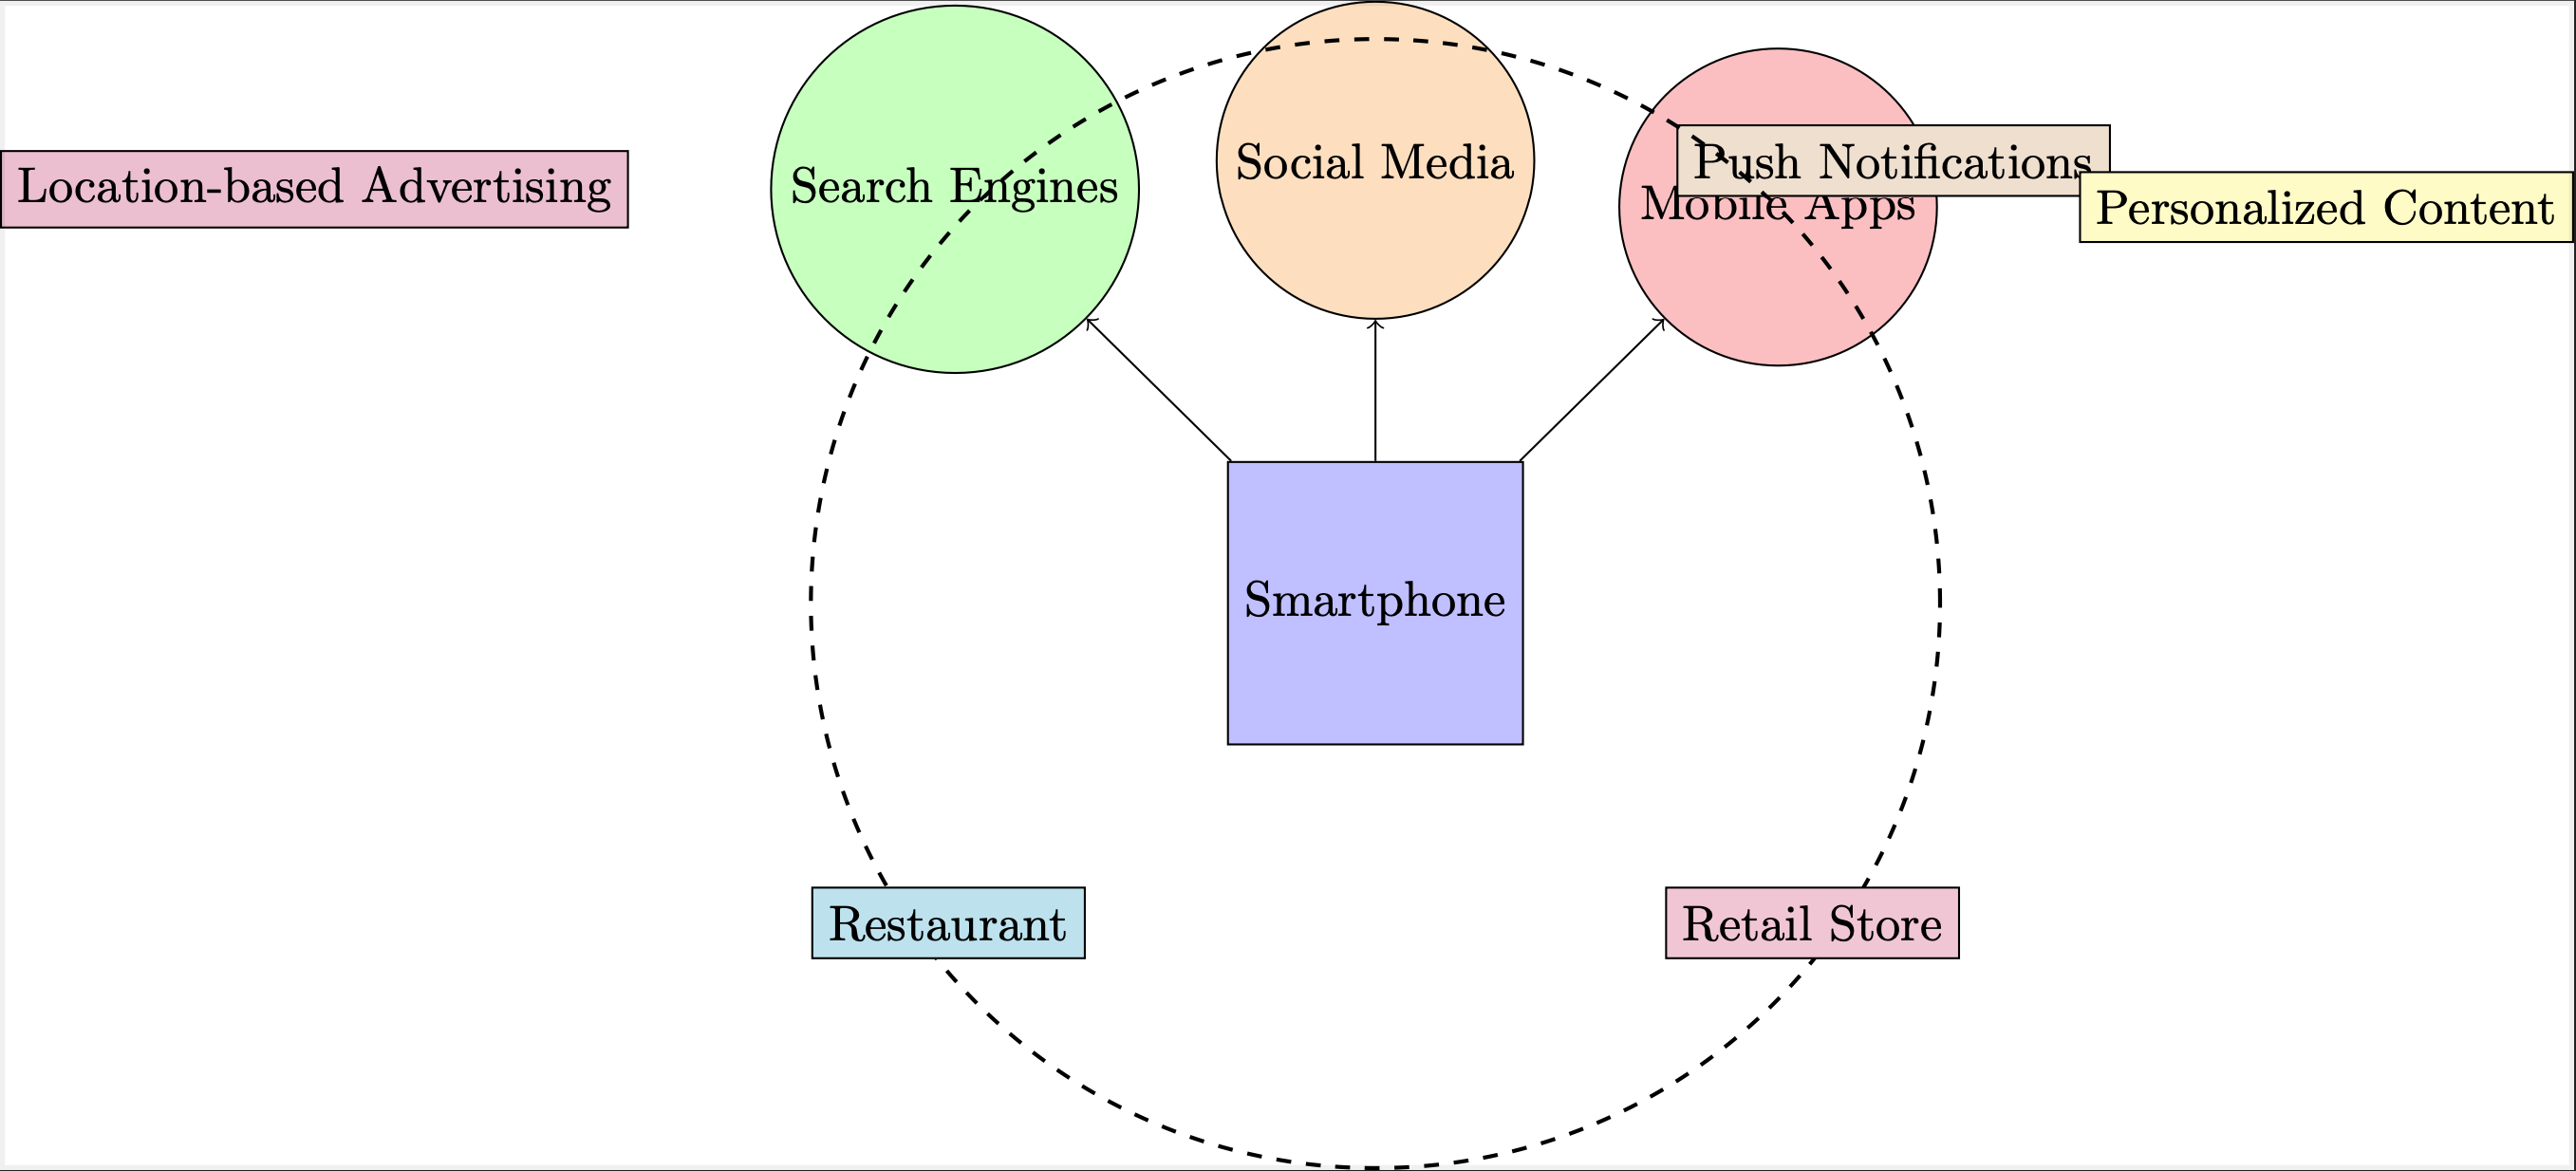 Location-based Advertising
Search Engines
Social Media
Push Notifications
Mobile Apps
Personalized Content
Smartphone
Restaurant
Retail Store